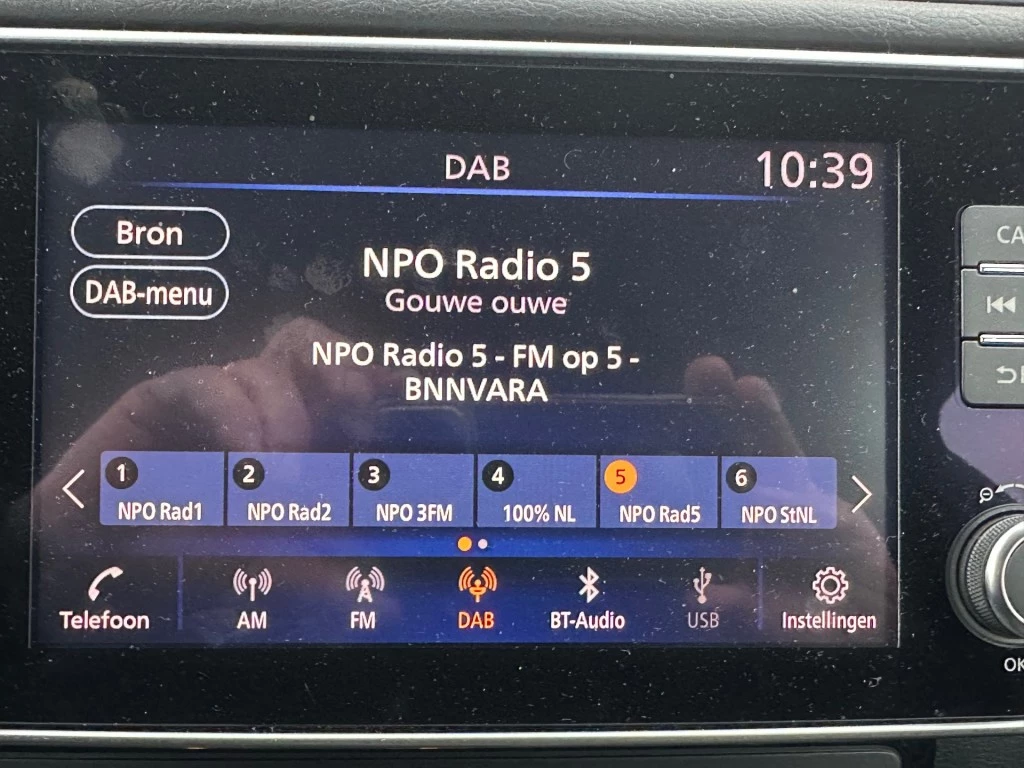 DAB 10:39
Bron
DAB-menu
NPO Radio 5
Gouwe ouwe
NPO Radio 5 - FM op 5 -
BNNVARA
1 2 3 4 5 6
NPO Rad1 NPO Rad2 NPO 3FM 100% NL NPO Rad5 NPO StNL
Telefoon AM FM DAB BT-Audio USB Instellingen
CA
OK